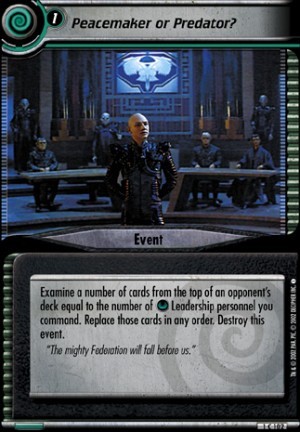 1
Peacemaker or Predator?
Event
Examine a number of cards from the top of an opponent's
deck equal to the number of Leadership personnel you
command. Replace those cards in any order. Destroy this
event.
"The mighty Federation will fall before us."